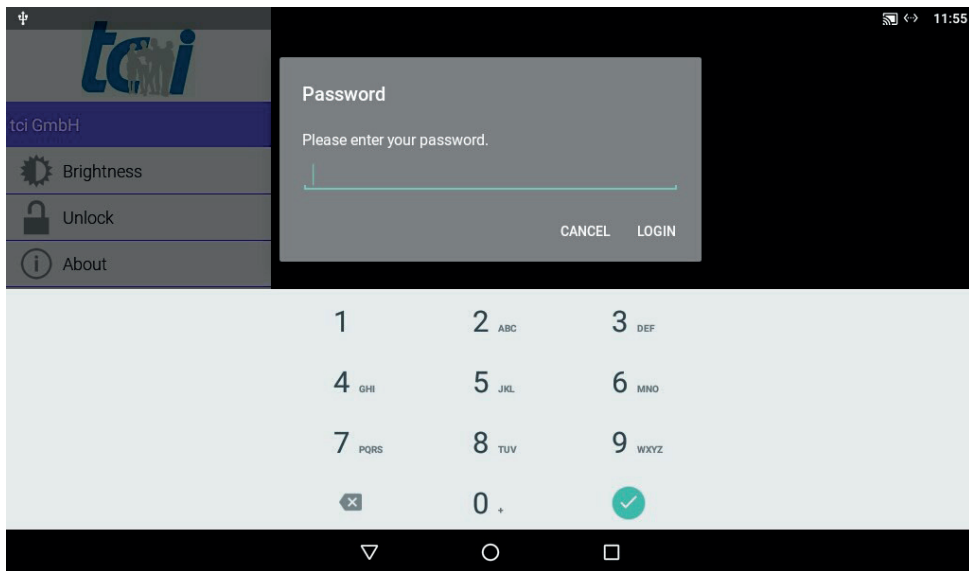 11:55
tci
tci GmbH
Brightness
Unlock
About
Password
Please enter your password.
CANCEL LOGIN
1 2 ABC 3 DEF
4 GHI 5 JKL 6 MNO
7 PQRS 8 TUV 9 WXYZ
0 +